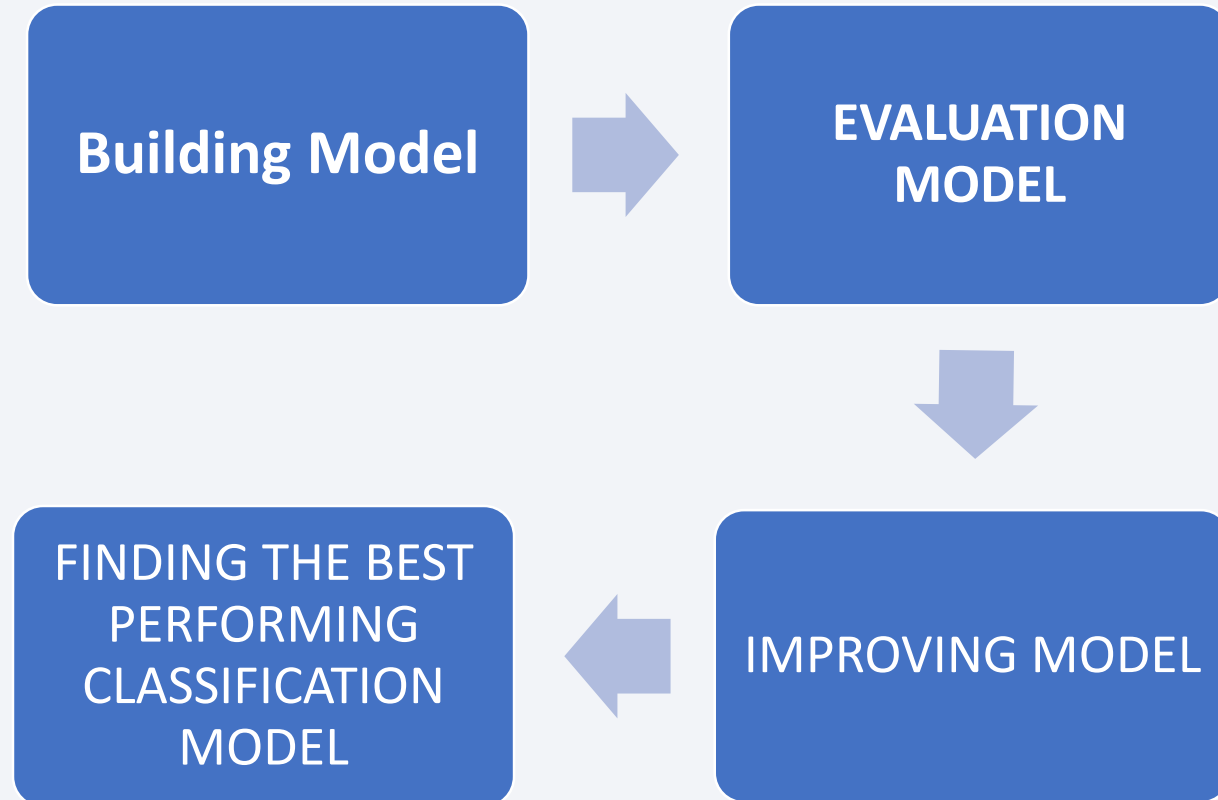 Building Model
EVALUATION
MODEL
IMPROVING MODEL
FINDING THE BEST
PERFORMING
CLASSIFICATION
MODEL